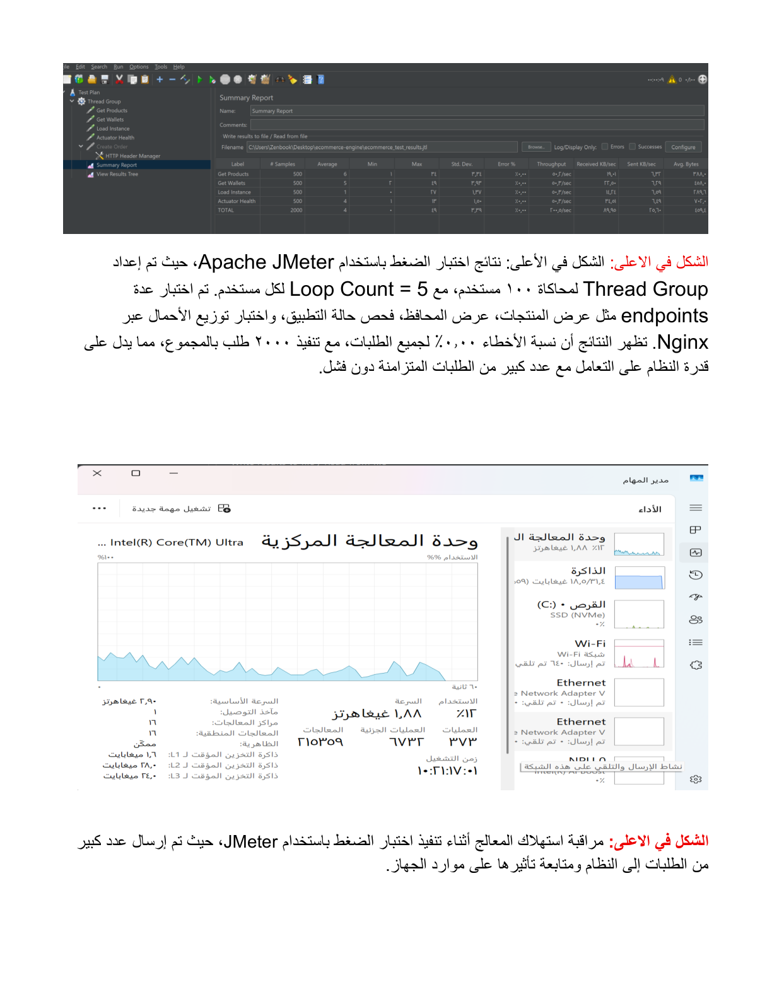 ile Edit Search Run Options Tools Help
٠٠:٠٠:٠٩ 0 ٠/١٠٠
Test Plan
Thread Group
Get Products
Get Wallets
Load Instance
Actuator Health
Create Order
HTTP Header Manager
Summary Report
View Results Tree
Summary Report
Name: Summary Report
Comments:
Write results to file / Read from file
Filename C:\Users\Zenbook\Desktop\ecommerce-engine\ecommerce_test_results.jtl Browse... Log/Display Only: Errors Successes Configure
Label # Samples Average Min Max Std. Dev. Error % Throughput Received KB/sec Sent KB/sec Avg. Bytes
Get Products 500 6 ١ ٣٤ ٣,٣٤ ٪٠,٠٠ ٥٠,٢/sec ١٩,٠١ ٦,٣٢ ٣٨٨,٠
Get Wallets 500 5 ٢ ٤٩ ٣,٩٣ ٪٠,٠٠ ٥٠,٣/sec ٢٢,٥٠ ٦,٢٩ ٤٥٨,٠
Load Instance 500 1 ٠ ٢٧ ١,٣٧ ٪٠,٠٠ ٥٠,٣/sec ١٤,٢٤ ٦,٥٩ ٢٨٩,٦
Actuator Health 500 4 ١ ١٣ ١,٥٠ ٪٠,٠٠ ٥٠,٣/sec ٣٤,٥١ ٦,٤٩ ٧٠٢,٠
TOTAL 2000 4 ٠ ٤٩ ٣,٣٩ ٪٠,٠٠ ٢٠٠,٥/sec ٨٩,٩٥ ٢٥,٦٠ ٤٥٩,٤
الشكل في الاعلى: الشكل في الأعلى: نتائج اختبار الضغط باستخدام Apache JMeter، حيث تم إعداد
Thread Group لمحاكاة ١٠٠ مستخدم، مع Loop Count = 5 لكل مستخدم. تم اختبار عدة
endpoints مثل عرض المنتجات، عرض المحافظ، فحص حالة التطبيق، واختبار توزيع الأحمال عبر
Nginx. تظهر النتائج أن نسبة الأخطاء ٠,٠٠٪ لجميع الطلبات، مع تنفيذ ٢٠٠٠ طلب بالمجموع، مما يدل على
قدرة النظام على التعامل مع عدد كبير من الطلبات المتزامنة دون فشل.
مدير المهام
الأداء
تشغيل مهمة جديدة
وحدة المعالجة الم
١٢٪ ١,٨٨ غيغاهرتز
الذاكرة
١٨,٥/٣١,٤ غيغابايت (٥٩
القرص ٠ (C:)
SSD (NVMe)
٠٪
Wi-Fi
شبكة Wi-Fi
تم إرسال: ٦٤٠ تم تلقي
Ethernet
e Network Adapter V
تم إرسال: ٠ تم تلقي: ٠
Ethernet
e Network Adapter V
تم إرسال: ٠ تم تلقي: ٠
NPU 0
نشاط الإرسال والتلقي على هذه الشبكة
Intel(R) AI Boost
٠٪
وحدة المعالجة المركزية Intel(R) Core(TM) Ultra ...
الاستخدام %% %١٠٠
٦٠ ثانية ٠
الاستخدام السرعة
١٢٪ ١,٨٨ غيغاهرتز
العمليات العمليات الجزئية المعالجات
٣٧٣ ٦٧٣٢ ٢١٥٣٥٩
زمن التشغيل
١٠:٢١:١٧:٠١
السرعة الأساسية: ٢,٩٠ غيغاهرتز
مآخذ التوصيل: ١
مراكز المعالجات: ١٦
المعالجات المنطقية: ١٦
الظاهرية: ممكّن
ذاكرة التخزين المؤقت لـ L1: ١,٦ ميغابايت
ذاكرة التخزين المؤقت لـ L2: ٢٨,٠ ميغابايت
ذاكرة التخزين المؤقت لـ L3: ٢٤,٠ ميغابايت
الشكل في الاعلى: مراقبة استهلاك المعالج أثناء تنفيذ اختبار الضغط باستخدام JMeter، حيث تم إرسال عدد كبير
من الطلبات إلى النظام ومتابعة تأثيرها على موارد الجهاز.